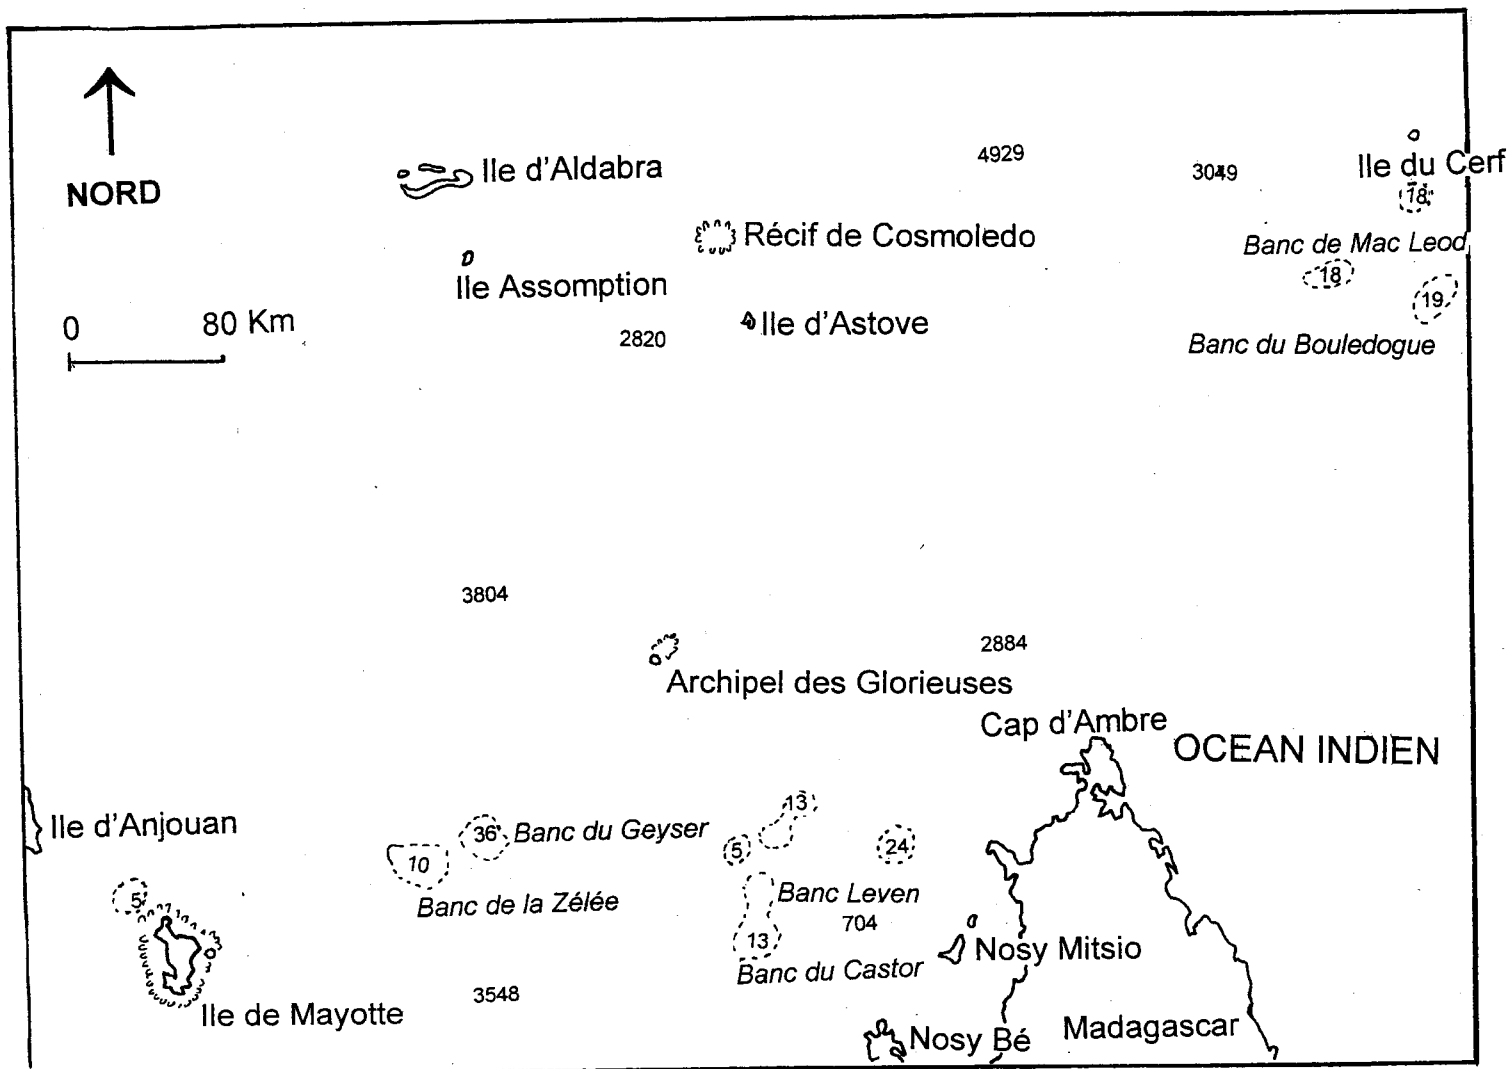 NORD
Ile d'Aldabra
4929
3049
Ile du Cerf
18
Récif de Cosmoledo
Banc de Mac Leod
Ile Assomption
18
19
0 80 Km
2820
Ile d'Astove
Banc du Bouledogue
3804
2884
Archipel des Glorieuses
Cap d'Ambre
OCEAN INDIEN
Ile d'Anjouan
13
36
Banc du Geyser
10
5
24
5
Banc de la Zélée
Banc Leven
704
13
Nosy Mitsio
Banc du Castor
3548
Ile de Mayotte
Nosy Bé
Madagascar